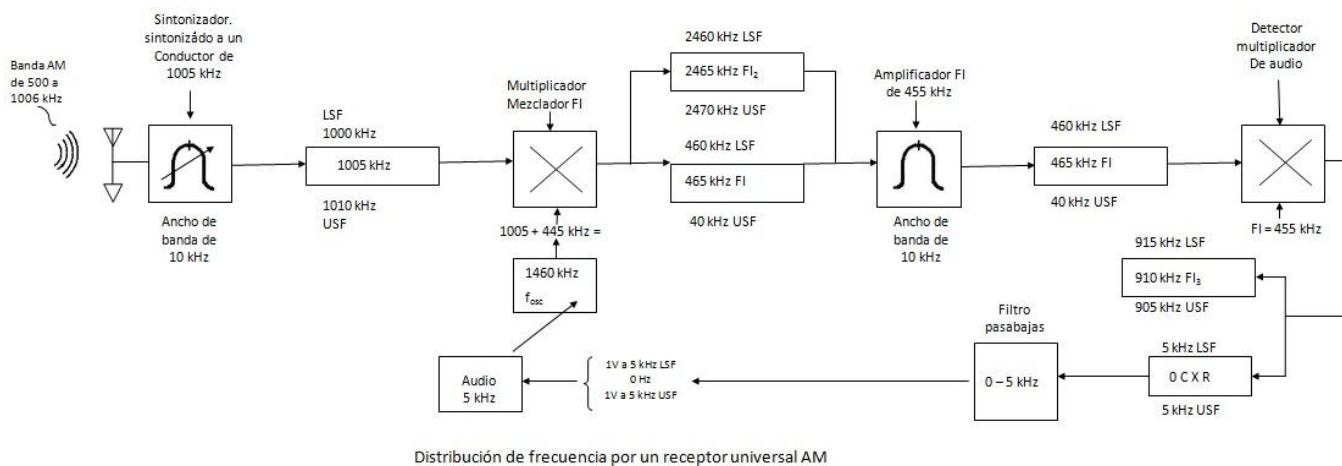 Sintonizador.
sintonizádo a un
Conductor de
1005 kHz
Banda AM
de 500 a
1006 kHz
Ancho de
banda de
10 kHz
LSF
1000 kHz
1005 kHz
1010 kHz
USF
Multiplicador
Mezclador FI
1005 + 445 kHz =
1460 kHz
fosc
2460 kHz LSF
2465 kHz FI₂
2470 kHz USF
460 kHz LSF
465 kHz FI
40 kHz USF
Amplificador FI
de 455 kHz
Ancho de
banda de
10 kHz
460 kHz LSF
465 kHz FI
40 kHz USF
Detector
multiplicador
De audio
FI = 455 kHz
915 kHz LSF
910 kHz FI₃
905 kHz USF
5 kHz LSF
0 C X R
5 kHz USF
Filtro
pasabajas
0 – 5 kHz
1V a 5 kHz LSF
0 Hz
1V a 5 kHz USF
Audio
5 kHz
Distribución de frecuencia por un receptor universal AM